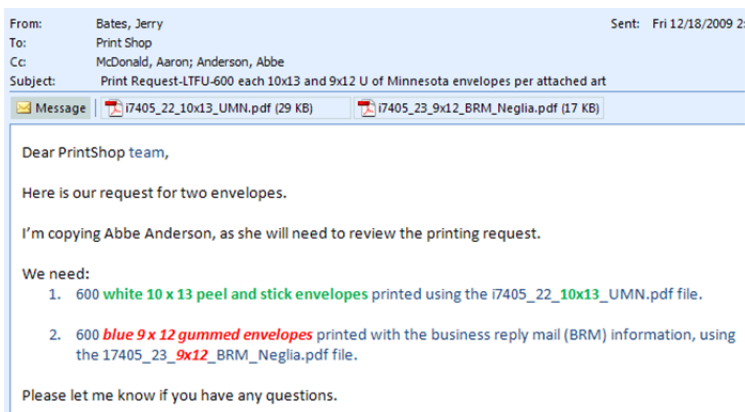 From: Bates, Jerry Sent: Fri 12/18/2009 2:
To: Print Shop
Cc: McDonald, Aaron; Anderson, Abbe
Subject: Print Request-LTFU-600 each 10x13 and 9x12 U of Minnesota envelopes per attached art
Message i7405_22_10x13_UMN.pdf (29 KB) i7405_23_9x12_BRM_Neglia.pdf (17 KB)
Dear PrintShop team,
Here is our request for two envelopes.
I'm copying Abbe Anderson, as she will need to review the printing request.
We need:
1. 600 white 10 x 13 peel and stick envelopes printed using the i7405_22_10x13_UMN.pdf file.
2. 600 blue 9 x 12 gummed envelopes printed with the business reply mail (BRM) information, using
the 17405_23_9x12_BRM_Neglia.pdf file.
Please let me know if you have any questions.